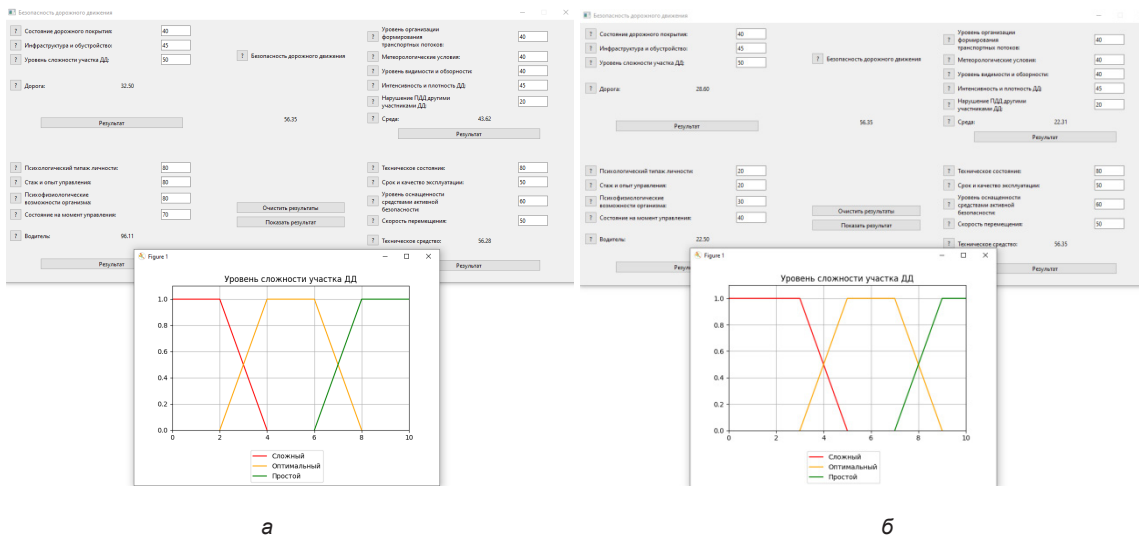 Безопасность дорожного движения
? Состояние дорожного покрытия: 40
? Инфраструктура и обустройство: 45
? Уровень сложности участка ДД: 50
? Дорога: 32.50
Результат
? Безопасность дорожного движения
56.35
Уровень организации
? формирования 40
транспортных потоков:
? Метеорологические условия: 40
? Уровень видимости и обзорности: 40
? Интенсивность и плотность ДД: 45
? Нарушение ПДД другими 20
участниками ДД:
? Среда: 43.62
Результат
? Психологический типаж личности: 80
? Стаж и опыт управления: 80
? Психофизиологические 80
возможности организма:
? Состояние на момент управления: 70
? Водитель: 96.11
Результат
Очистить результаты
Показать результат
? Техническое состояние: 80
? Срок и качество эксплуатации: 50
Уровень оснащенности
? средствами активной 60
безопасности
? Скорость перемещения: 50
? Техническое средство: 56.28
Результат
Figure 1
Уровень сложности участка ДД
1.0
0.8
0.6
0.4
0.2
0.0
0 2 4 6 8 10
Сложный
Оптимальный
Простой
а
Безопасность дорожного движения
? Состояние дорожного покрытия: 40
? Инфраструктура и обустройство: 45
? Уровень сложности участка ДД: 50
? Дорога: 28.60
Результат
? Безопасность дорожного движения
56.35
Уровень организации
? формирования 40
транспортных потоков:
? Метеорологические условия: 40
? Уровень видимости и обзорности: 40
? Интенсивность и плотность ДД: 45
? Нарушение ПДД другими 20
участниками ДД:
? Среда: 22.31
Результат
? Психологический типаж личности: 20
? Стаж и опыт управления: 20
? Психофизиологические 30
возможности организма:
? Состояние на момент управления: 40
? Водитель: 22.50
Резул
Очистить результаты
Показать результат
? Техническое состояние: 80
? Срок и качество эксплуатации: 50
Уровень оснащенности
? средствами активной 60
безопасности
? Скорость перемещения: 50
? Техническое средство: 56.35
Результат
Figure 1
Уровень сложности участка ДД
1.0
0.8
0.6
0.4
0.2
0.0
0 2 4 6 8 10
Сложный
Оптимальный
Простой
б